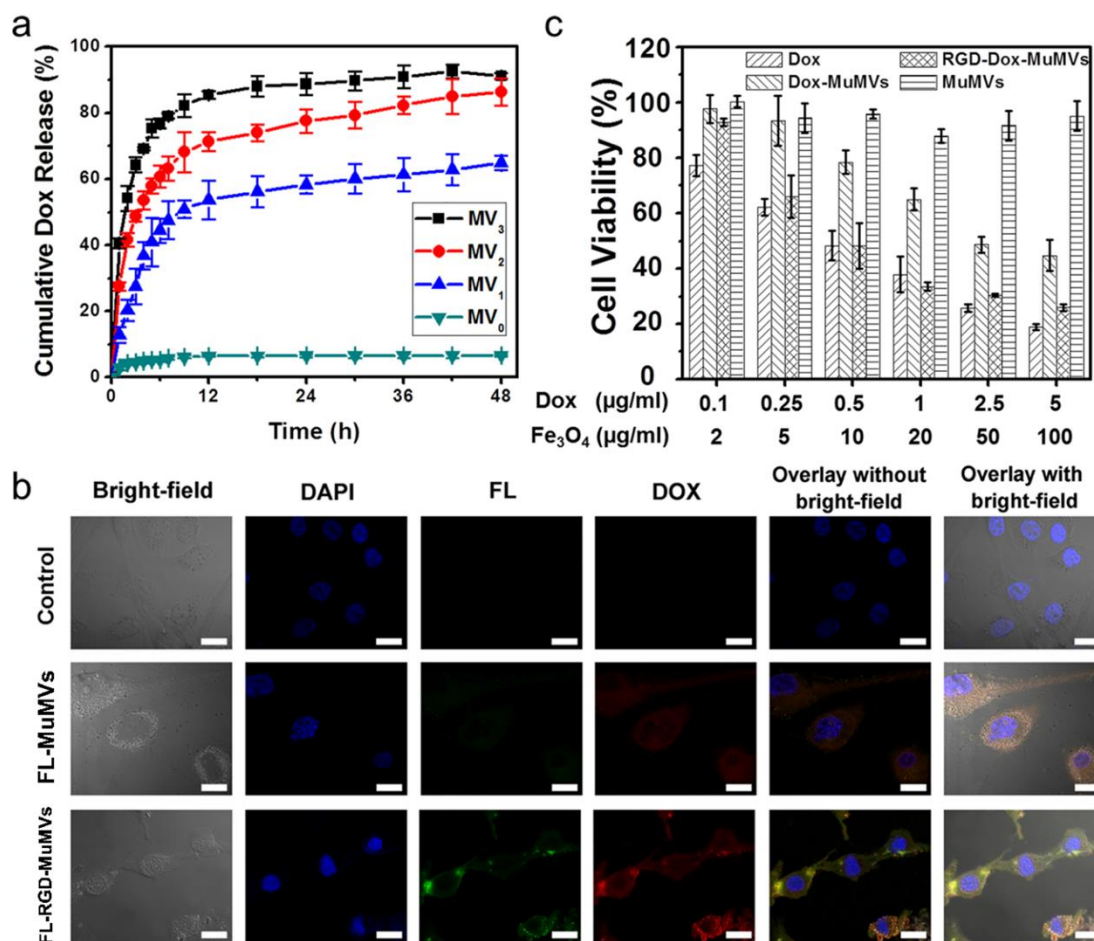 a
Cumulative Dox Release (%)
100
80
60
40
20
0
MV₃
MV₂
MV₁
MV₀
0 12 24 36 48
Time (h)
c
Cell Viability (%)
120
100
80
60
40
20
0
Dox
RGD-Dox-MuMVs
Dox-MuMVs
MuMVs
Dox (µg/ml) 0.1 0.25 0.5 1 2.5 5
Fe₃O₄ (µg/ml) 2 5 10 20 50 100
b
Bright-field
DAPI
FL
DOX
Overlay without
bright-field
Overlay with
bright-field
Control
FL-MuMVs
FL-RGD-MuMVs